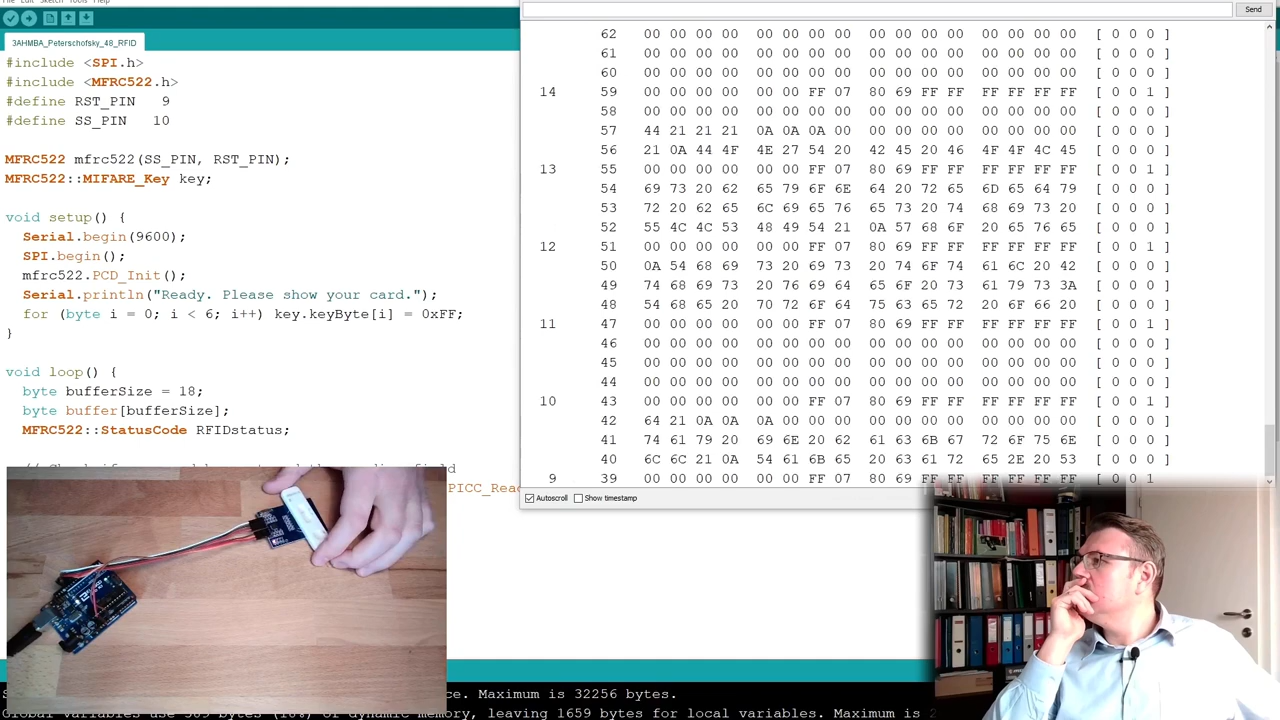 File Edit Sketch Tools Help
3AHMBA_Peterschofsky_48_RFID
#include <SPI.h>
#include <MFRC522.h>
#define RST_PIN 9
#define SS_PIN 10
MFRC522 mfrc522(SS_PIN, RST_PIN);
MFRC522::MIFARE_Key key;
void setup() {
Serial.begin(9600);
SPI.begin();
mfrc522.PCD_Init();
Serial.println("Ready. Please show your card.");
for (byte i = 0; i < 6; i++) key.keyByte[i] = 0xFF;
}
void loop() {
byte bufferSize = 18;
byte buffer[bufferSize];
MFRC522::StatusCode RFIDstatus;
Send
62 00 00 00 00 00 00 00 00 00 00 00 00 00 00 00 00 [ 0 0 0 ]
61 00 00 00 00 00 00 00 00 00 00 00 00 00 00 00 00 [ 0 0 0 ]
60 00 00 00 00 00 00 00 00 00 00 00 00 00 00 00 00 [ 0 0 0 ]
14 59 00 00 00 00 00 00 FF 07 80 69 FF FF FF FF FF FF [ 0 0 1 ]
58 00 00 00 00 00 00 00 00 00 00 00 00 00 00 00 00 [ 0 0 0 ]
57 44 21 21 21 0A 0A 0A 00 00 00 00 00 00 00 00 00 [ 0 0 0 ]
56 21 0A 44 4F 4E 27 54 20 42 45 20 46 4F 4F 4C 45 [ 0 0 0 ]
13 55 00 00 00 00 00 00 FF 07 80 69 FF FF FF FF FF FF [ 0 0 1 ]
54 69 73 20 62 65 79 6F 6E 64 20 72 65 6D 65 64 79 [ 0 0 0 ]
53 72 20 62 65 6C 69 65 76 65 73 20 74 68 69 73 20 [ 0 0 0 ]
52 55 4C 4C 53 48 49 54 21 0A 57 68 6F 20 65 76 65 [ 0 0 0 ]
12 51 00 00 00 00 00 00 FF 07 80 69 FF FF FF FF FF FF [ 0 0 1 ]
50 0A 54 68 69 73 20 69 73 20 74 6F 74 61 6C 20 42 [ 0 0 0 ]
49 74 68 69 73 20 76 69 64 65 6F 20 73 61 79 73 3A [ 0 0 0 ]
48 54 68 65 20 70 72 6F 64 75 63 65 72 20 6F 66 20 [ 0 0 0 ]
11 47 00 00 00 00 00 00 FF 07 80 69 FF FF FF FF FF FF [ 0 0 1 ]
46 00 00 00 00 00 00 00 00 00 00 00 00 00 00 00 00 [ 0 0 0 ]
45 00 00 00 00 00 00 00 00 00 00 00 00 00 00 00 00 [ 0 0 0 ]
44 00 00 00 00 00 00 00 00 00 00 00 00 00 00 00 00 [ 0 0 0 ]
10 43 00 00 00 00 00 00 FF 07 80 69 FF FF FF FF FF FF [ 0 0 1 ]
42 64 21 0A 0A 0A 00 00 00 00 00 00 00 00 00 00 00 [ 0 0 0 ]
41 74 61 79 20 69 6E 20 62 61 63 6B 67 72 6F 75 6E [ 0 0 0 ]
40 6C 6C 21 0A 54 61 6B 65 20 63 61 72 65 2E 20 53 [ 0 0 0 ]
9 39 00 00 00 00 00 00 FF 07 80 69 FF FF FF FF FF FF [ 0 0 1
Autoscroll Show timestamp
PICC_Rea
Maximum is 32256 bytes.
dynamic memory, leaving 1659 bytes for local variables. Maximum is